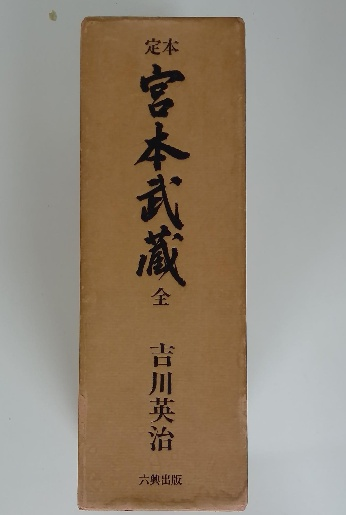 定本
宮本武蔵
全
吉川英治
六興出版